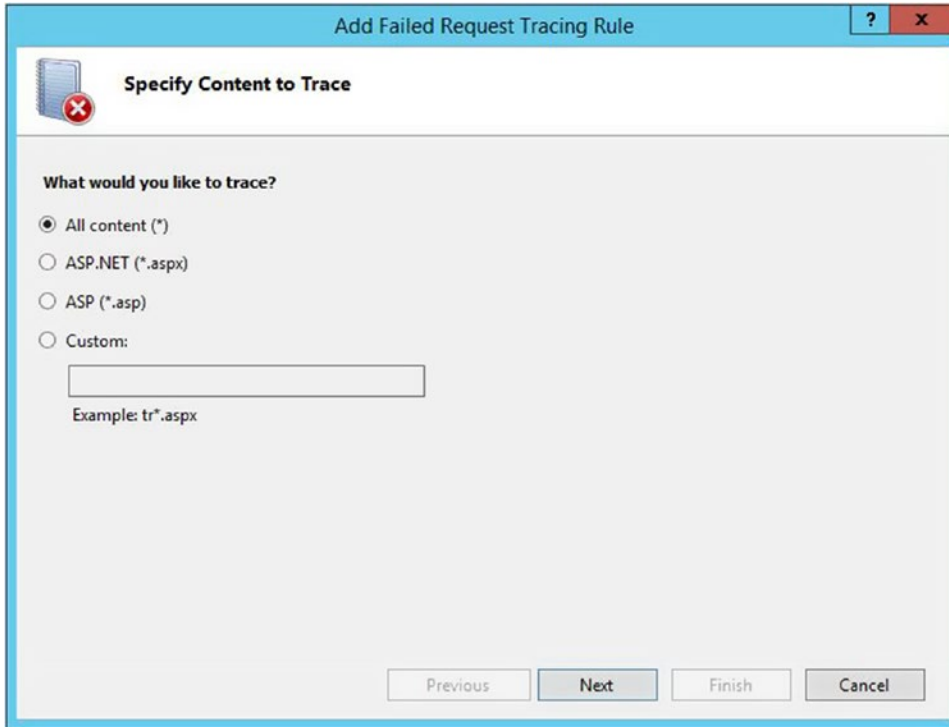 Add Failed Request Tracing Rule
? x
Specify Content to Trace
What would you like to trace?
All content (*)
ASP.NET (*.aspx)
ASP (*.asp)
Custom:
Example: tr*.aspx
Previous Next Finish Cancel